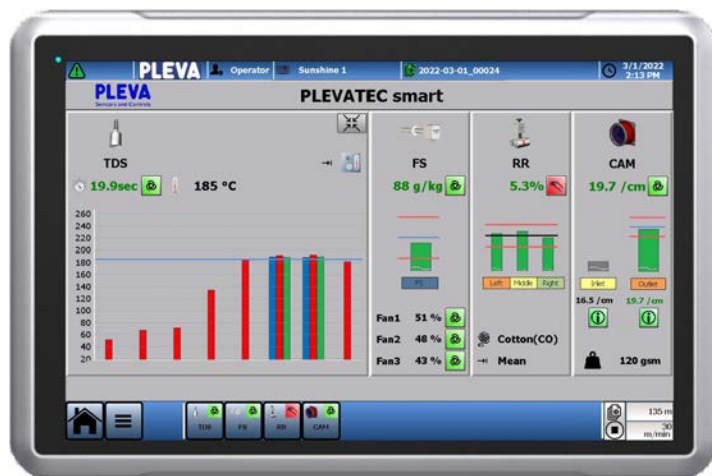 PLEVA Operator Sunshine 1 2022-03-01_00024 3/1/2022
2:13 PM
PLEVA
Sensors and Controls
PLEVATEC smart
TDS FS RR CAM
19.9sec 185 °C 88 g/kg 5.3% 19.7 /cm
260
240
220
200
180
160
140
120
100
80
60
40
20
FS Left Middle Right Inlet Outlet
16.5 /cm 19.7 /cm
Fan1 51 %
Fan2 48 % Cotton(CO)
Fan3 43 % Mean 120 gsm
TDS FS RR CAM
135 m
30
m/min